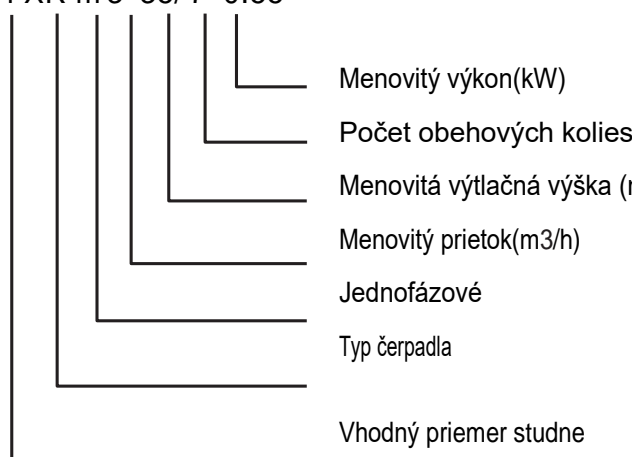 Menovitý výkon(kW)
Počet obehových kolies
Menovitá výtlačná výška (
Menovitý prietok(m3/h)
Jednofázové
Typ čerpadla
Vhodný priemer studne